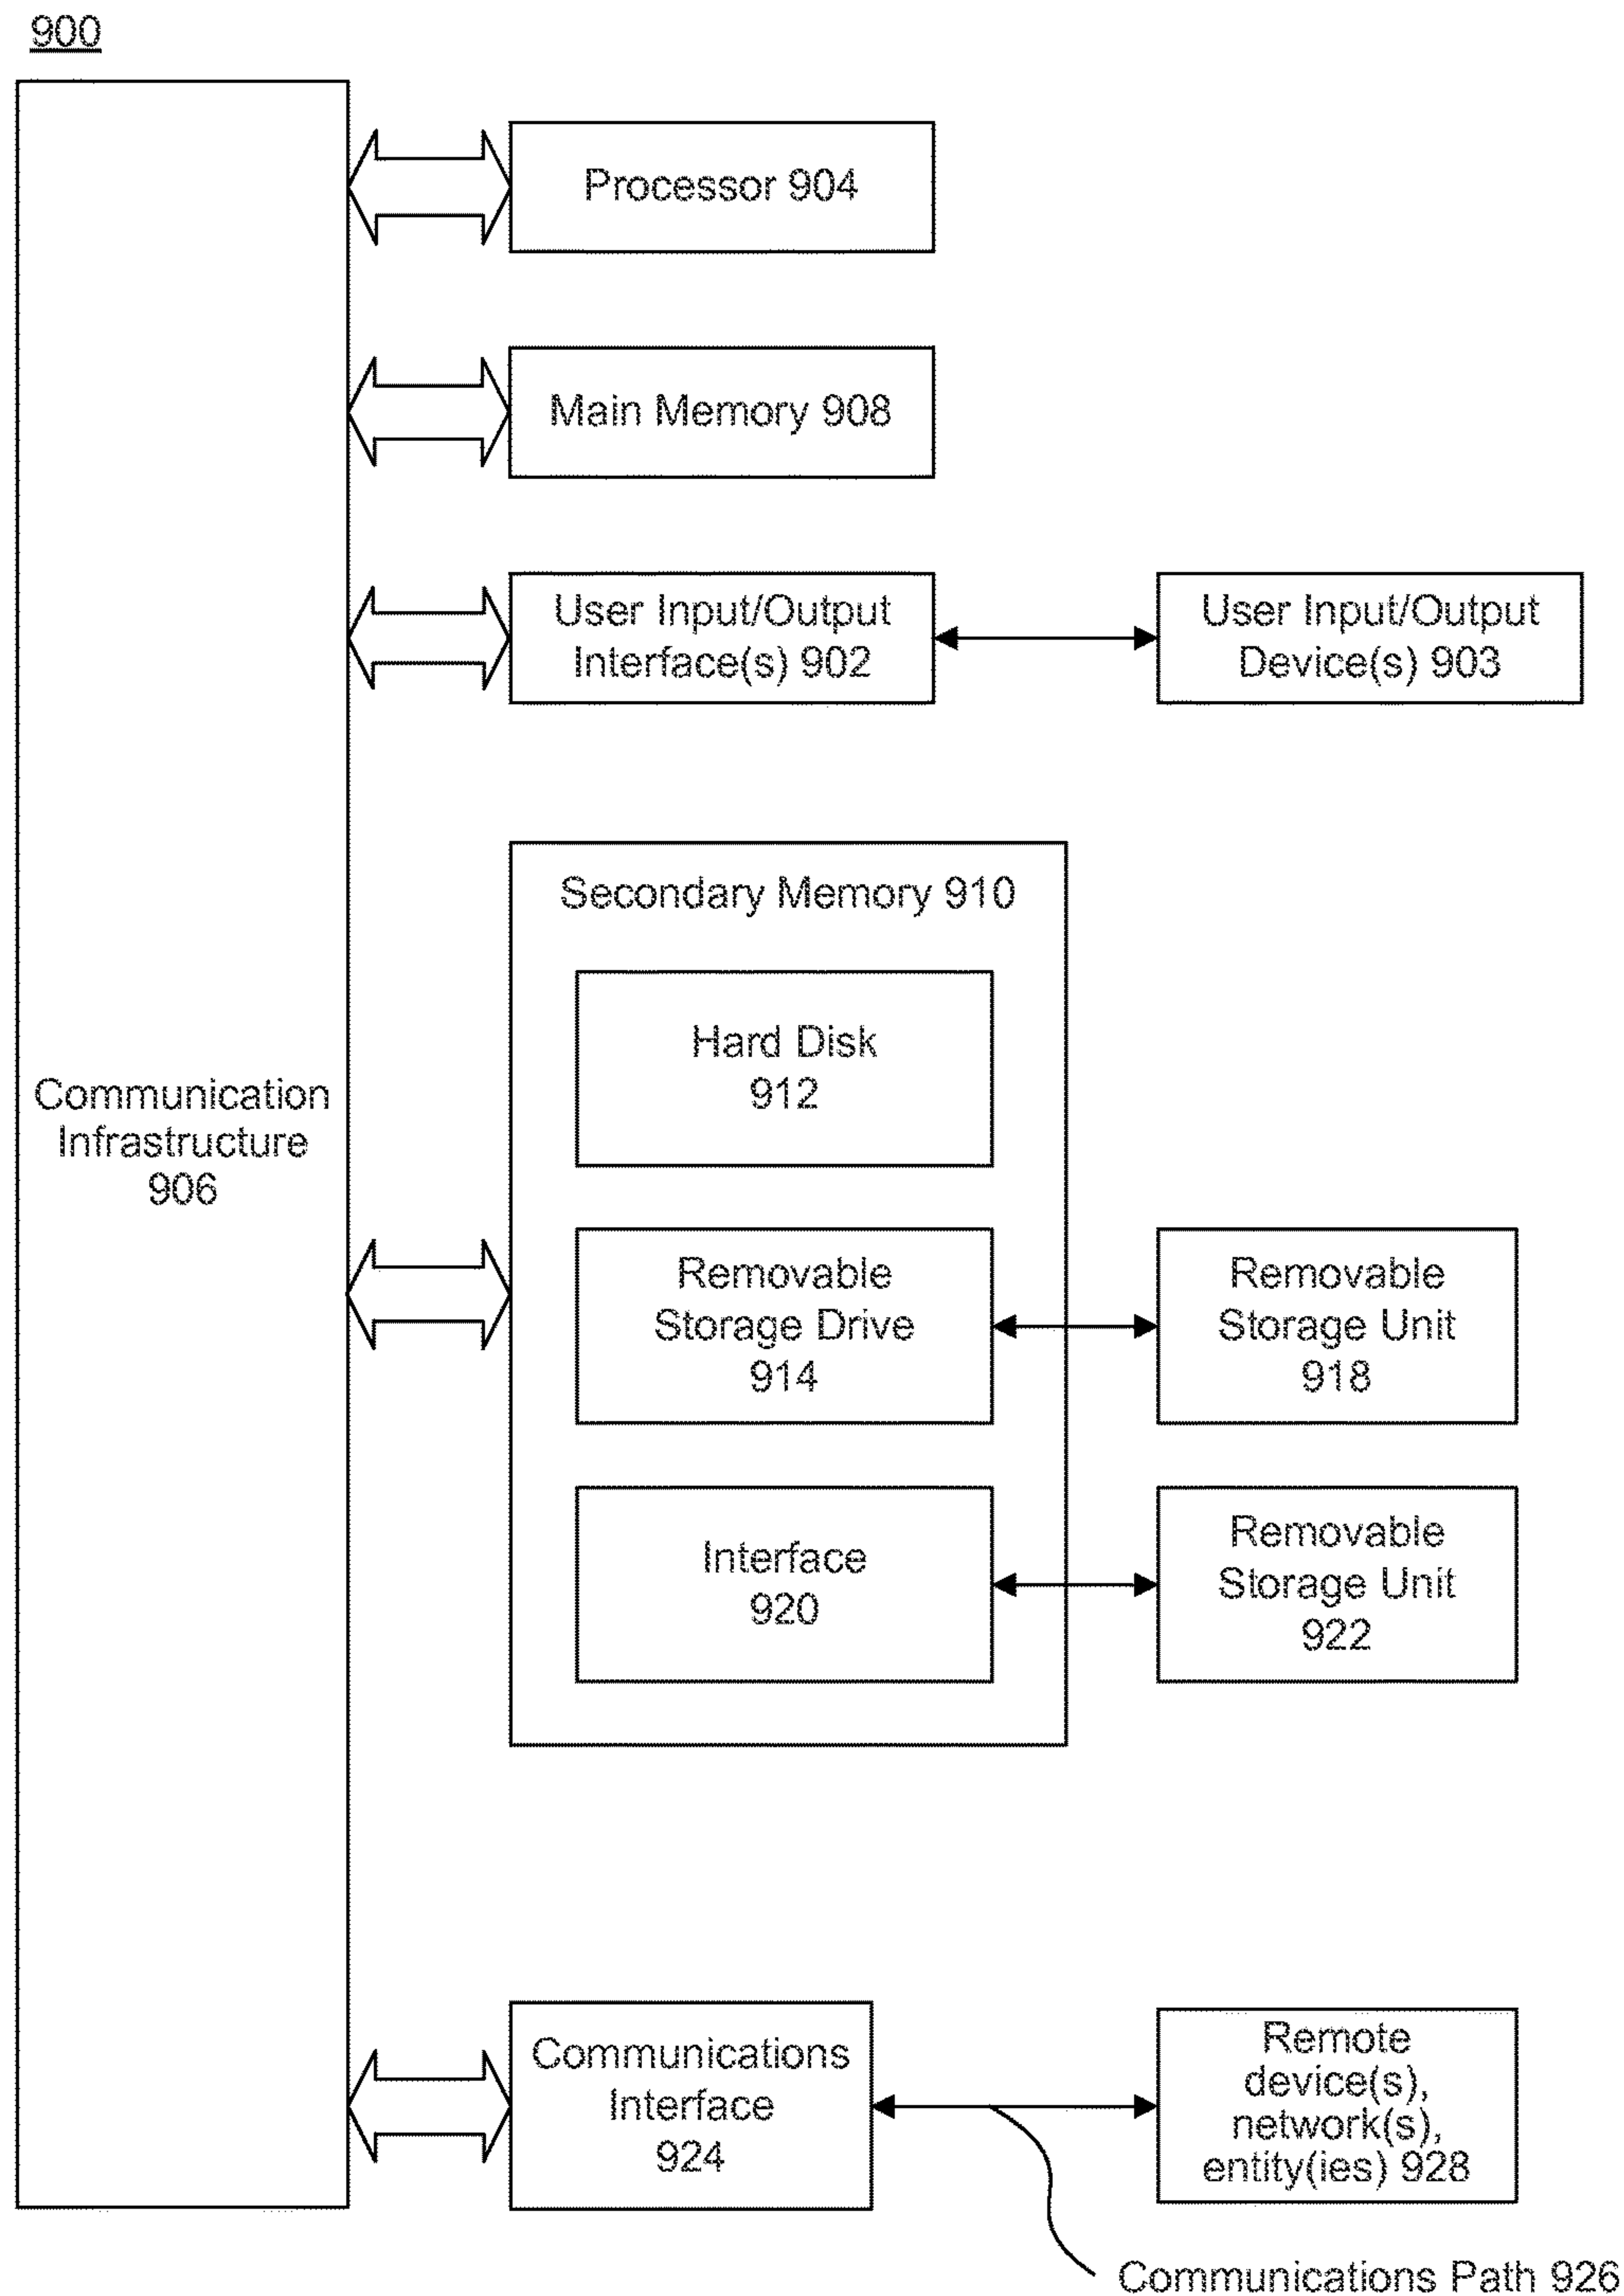 900
Processor 904
Main Memory 908
User Input/Output
Interface(s) 902
User Input/Output
Device(s) 903
Secondary Memory 910
Hard Disk
912
Communication
Infrastructure
906
Removable
Storage Drive
914
Removable
Storage Unit
918
Interface
920
Removable
Storage Unit
922
Communications
Interface
924
Remote
device(s),
network(s),
entity(ies) 928
Communications Path 926